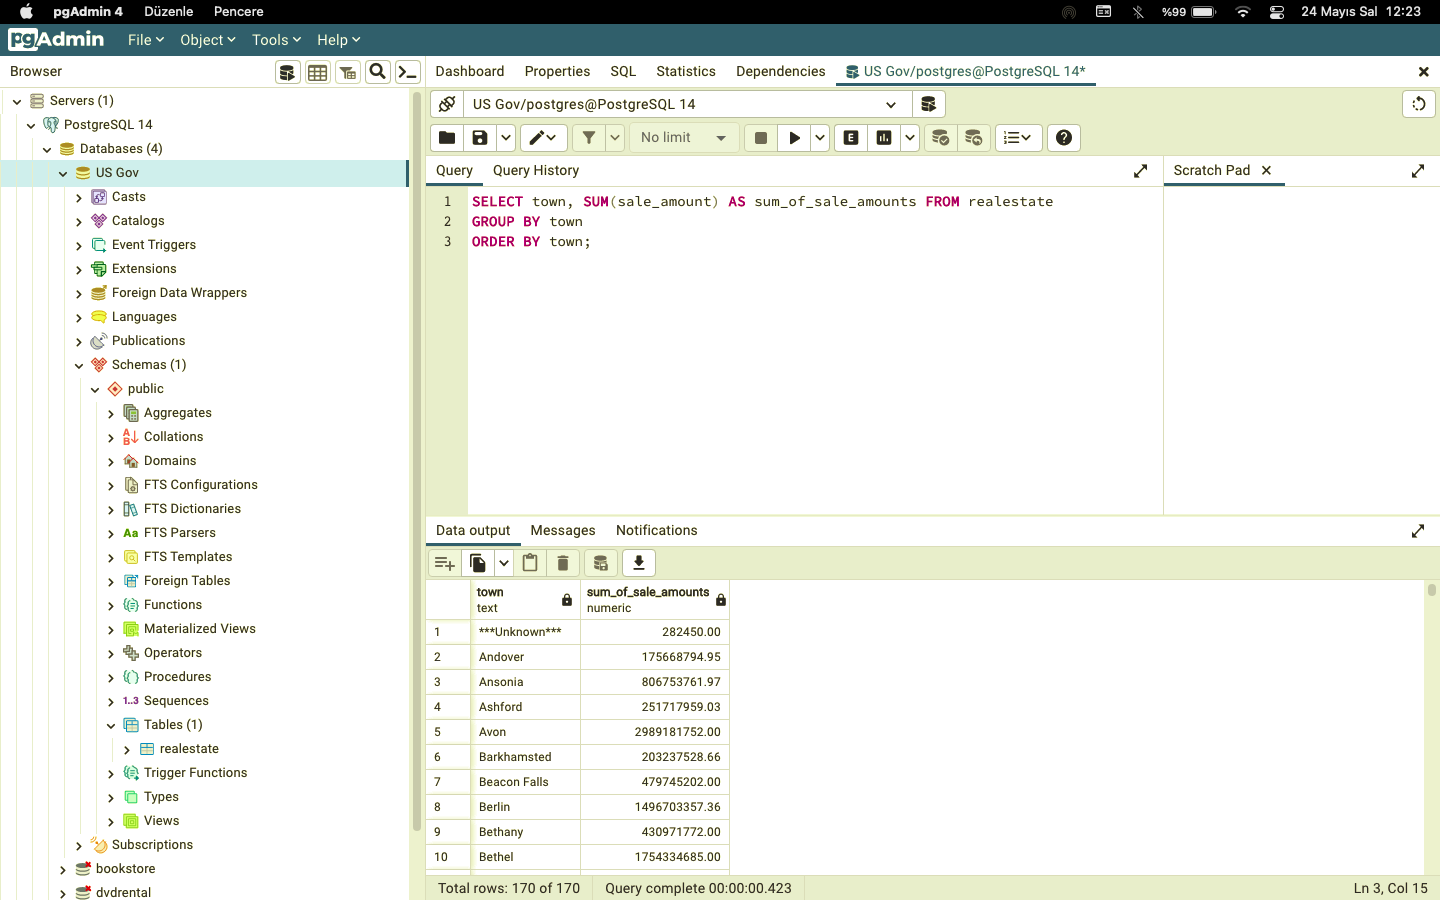 pgAdmin 4 Düzenle Pencere %99 24 Mayıs Sal 12:23
pgAdmin File Object Tools Help
Browser
Dashboard Properties SQL Statistics Dependencies US Gov/postgres@PostgreSQL 14*
Servers (1)
PostgreSQL 14
Databases (4)
US Gov
Casts
Catalogs
Event Triggers
Extensions
Foreign Data Wrappers
Languages
Publications
Schemas (1)
public
Aggregates
Collations
Domains
FTS Configurations
FTS Dictionaries
Aa FTS Parsers
FTS Templates
Foreign Tables
Functions
Materialized Views
Operators
Procedures
1..3 Sequences
Tables (1)
realestate
Trigger Functions
Types
Views
Subscriptions
bookstore
dvdrental
US Gov/postgres@PostgreSQL 14
No limit E
Query Query History
Scratch Pad
1 SELECT town, SUM(sale_amount) AS sum_of_sale_amounts FROM realestate
2 GROUP BY town
3 ORDER BY town;
Data output Messages Notifications
town sum_of_sale_amounts
text numeric
1 ***Unknown*** 282450.00
2 Andover 175668794.95
3 Ansonia 806753761.97
4 Ashford 251717959.03
5 Avon 2989181752.00
6 Barkhamsted 203237528.66
7 Beacon Falls 479745202.00
8 Berlin 1496703357.36
9 Bethany 430971772.00
10 Bethel 1754334685.00
Total rows: 170 of 170 Query complete 00:00:00.423 Ln 3, Col 15